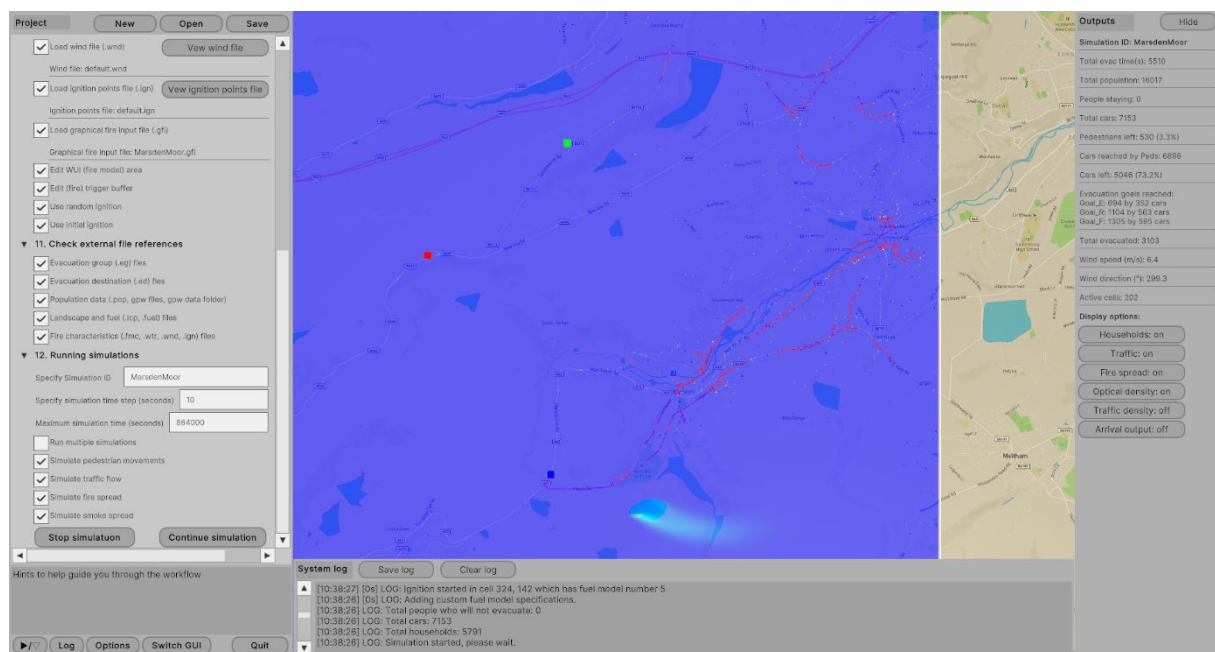 Project
New
Open
Save
Load wind file (.wnd)
Vew wind file
Wind file: default.wnd
Load ignition points file (.ign)
Vew ignition points file
Ignition points file: default.ign
Load graphical fire input file (.gfi)
Graphical fire input file: MarsdenMoor.gfi
Edit WUI (fire model) area
Edit (fire) trigger buffer
Use random ignition
Use initial ignition
11. Check external file references
Evacuation group (.eg) files
Evacuation destination (.ed) fies
Population data (.pop, gpw files, gpw data folder)
Landscape and fuel (.lcp, .fuel) files
Fire characteristics (.fmc, .wtr, .wnd, .ign) files
12. Running simulations
Specify Simulation ID
MarsdenMoor
Specify simulation time step (seconds)
10
Maximum simulation time (seconds)
864000
Run multiple simulations
Simulate pedestrian movements
Simulate traffic flow
Simulate fire spread
Simulate smoke spread
Stop simulatuon
Continue simulation
Hints to help guide you through the workflow
Log
Options
Switch GUI
Quit
Meltham
System log
Save log
Clear log
[10:38:27] [0s] LOG: Ignition started in cell 324, 142 which has fuel model number 5
[10:38:26] [0s] LOG: Adding custom fuel model specifications.
[10:38:26] LOG: Total people who will not evacuate: 0
[10:38:26] LOG: Total cars: 7153
[10:38:26] LOG: Total households: 5791
[10:38:26] LOG: Simulation started, please wait.
Outputs
Hide
Simulation ID: MarsdenMoor
Total evac time(s): 5510
Total population: 16017
People staying: 0
Total cars: 7153
Pedestrians left: 530 (3.3%)
Cars reached by Peds: 6898
Cars left: 5046 (73.2%)
Evacuation goals reached:
Goal_E: 694 by 352 cars
Goal_R: 1104 by 563 cars
Goal_F: 1305 by 595 cars
Total evacuated: 3103
Wind speed (m/s): 6.4
Wind direction (°): 299.3
Active cells: 202
Display options:
Households: on
Traffic: on
Fire spread: on
Optical density: on
Traffic density: off
Arrival output: off